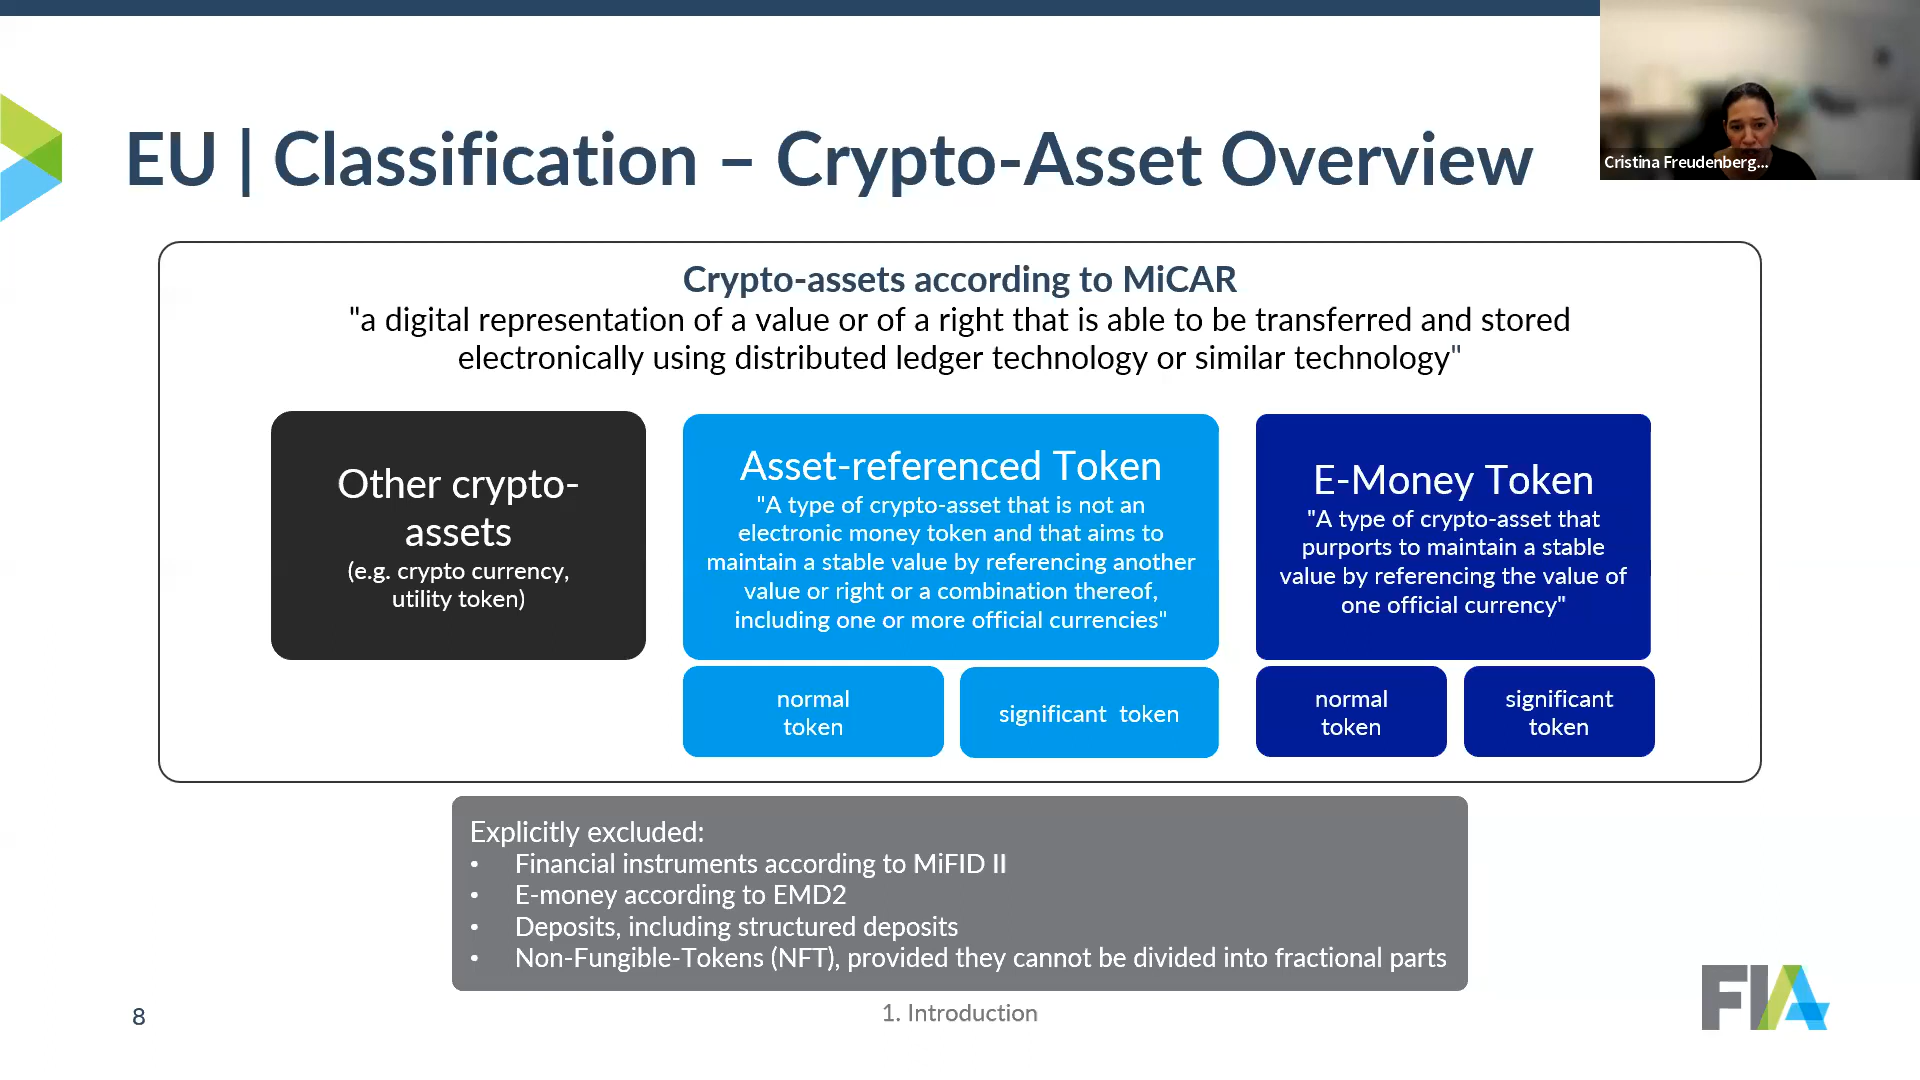 Cristina Freudenberg...
EU | Classification – Crypto-Asset Overview
Crypto-assets according to MiCAR
"a digital representation of a value or of a right that is able to be transferred and stored
electronically using distributed ledger technology or similar technology"
Other crypto-
assets
(e.g. crypto currency,
utility token)
Asset-referenced Token
"A type of crypto-asset that is not an
electronic money token and that aims to
maintain a stable value by referencing another
value or right or a combination thereof,
including one or more official currencies"
normal
token
significant token
E-Money Token
"A type of crypto-asset that
purports to maintain a stable
value by referencing the value of
one official currency"
normal
token
significant
token
Explicitly excluded:
• Financial instruments according to MiFID II
• E-money according to EMD2
• Deposits, including structured deposits
• Non-Fungible-Tokens (NFT), provided they cannot be divided into fractional parts
8
1. Introduction
FIA